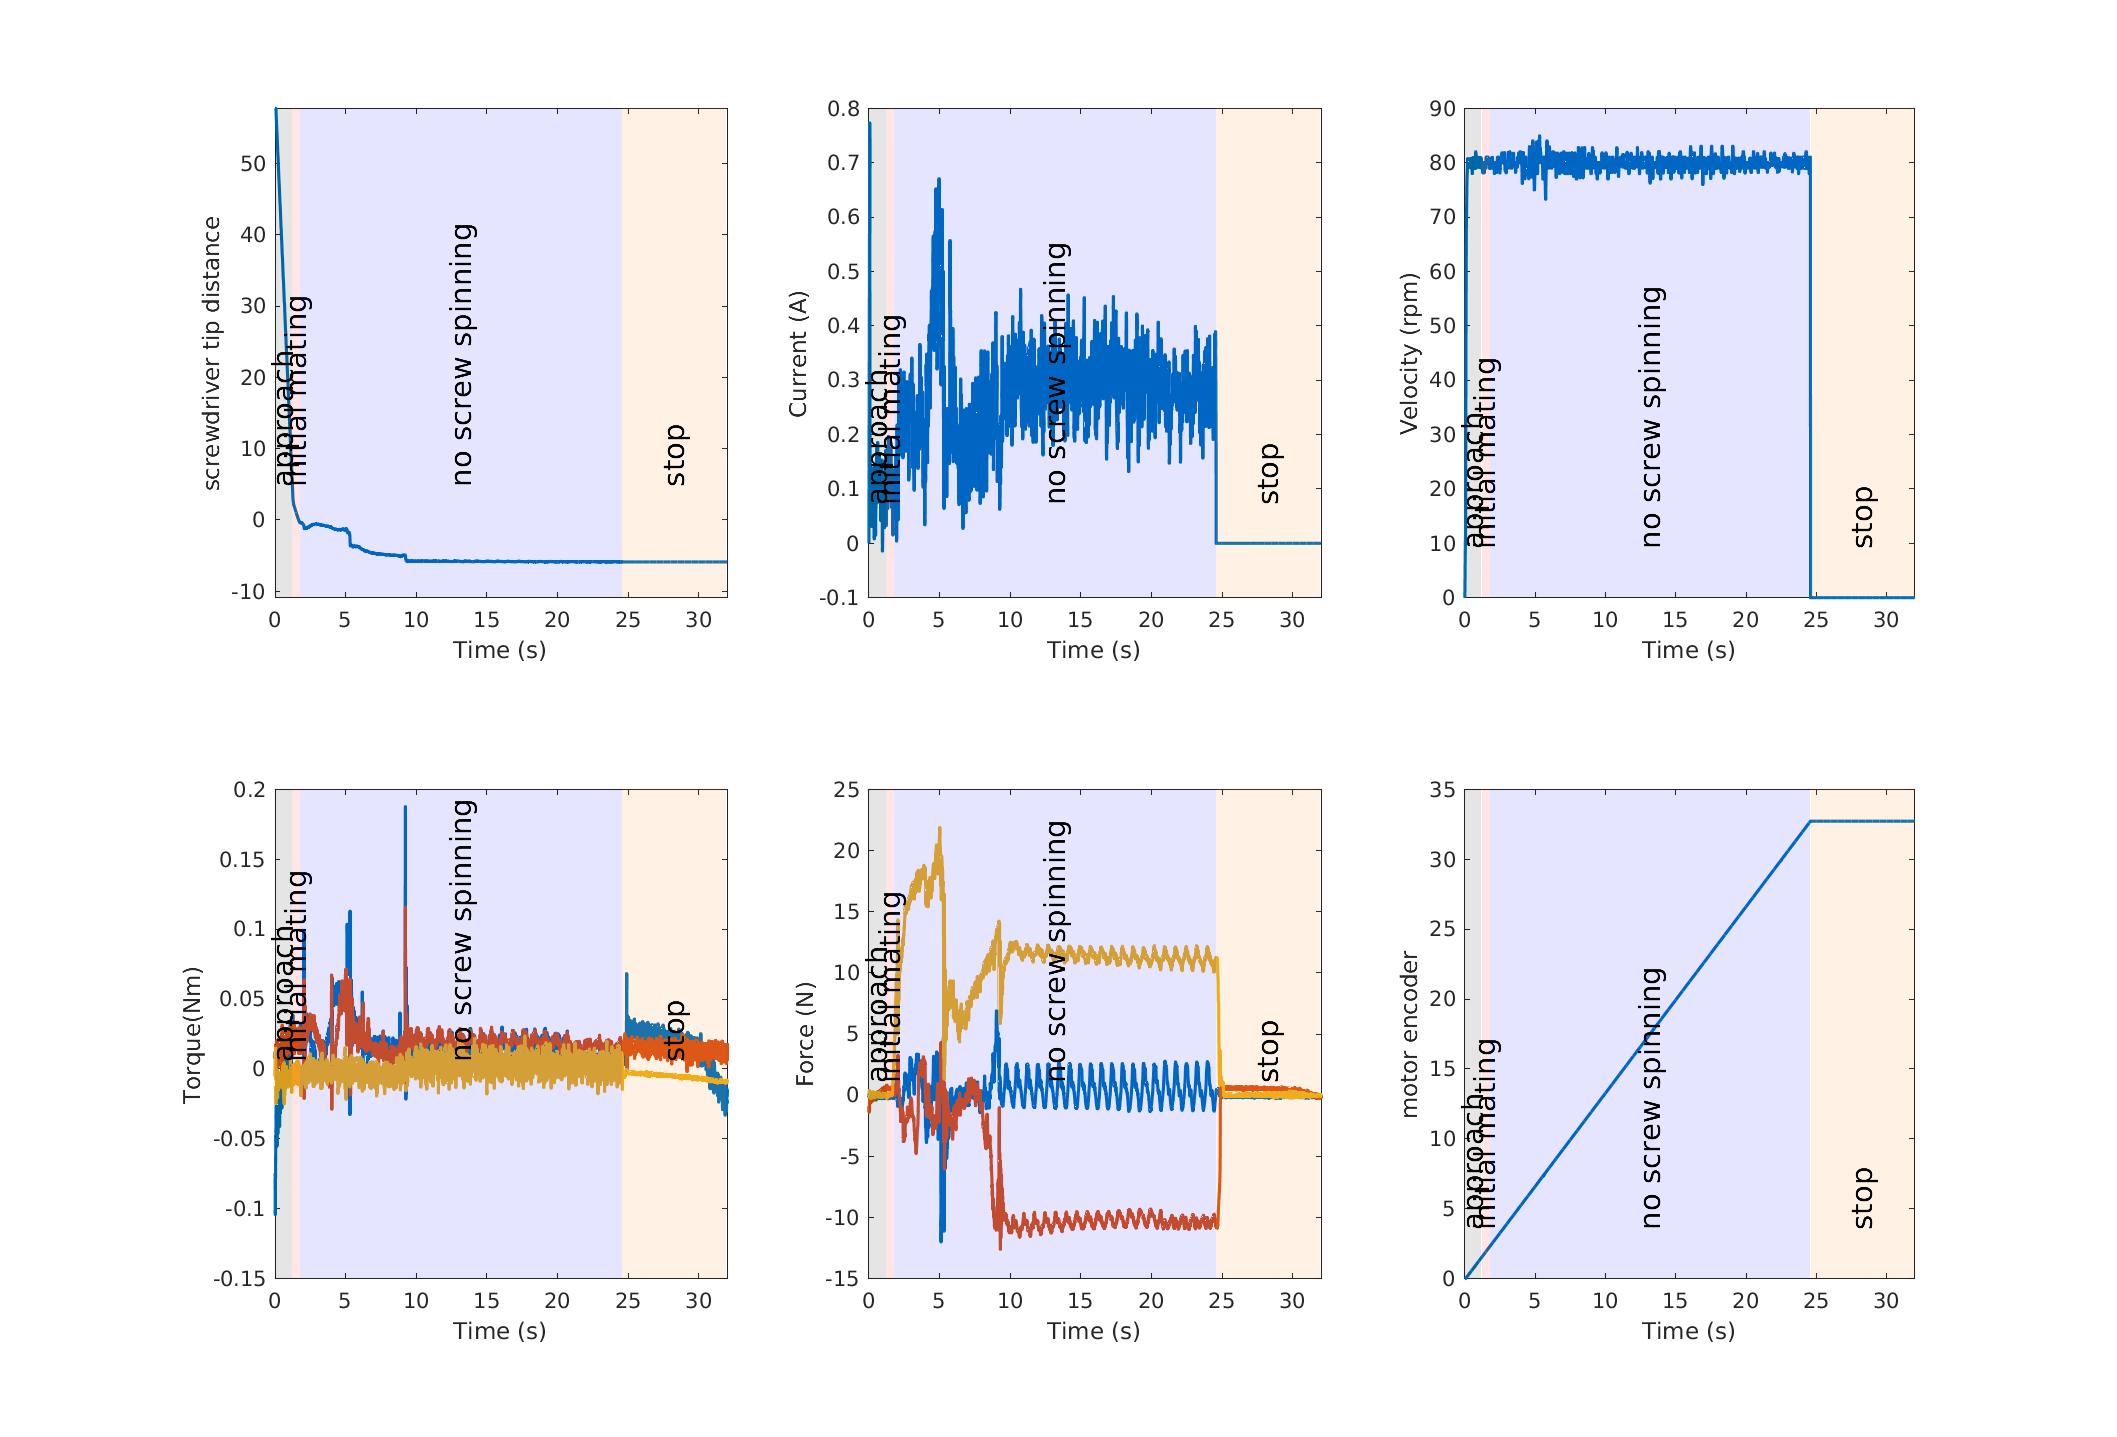 screwdriver tip distance
50
40
30
20
10
0
-10
approach
initial mating
no screw spinning
stop
0 5 10 15 20 25 30
Time (s)
Current (A)
0.8
0.7
0.6
0.5
0.4
0.3
0.2
0.1
0
-0.1
approach
initial mating
no screw spinning
stop
0 5 10 15 20 25 30
Time (s)
Velocity (rpm)
90
80
70
60
50
40
30
20
10
0
approach
initial mating
no screw spinning
stop
0 5 10 15 20 25 30
Time (s)
Torque(Nm)
0.2
0.15
0.1
0.05
0
-0.05
-0.1
-0.15
approach
initial mating
no screw spinning
stop
0 5 10 15 20 25 30
Time (s)
Force (N)
25
20
15
10
5
0
-5
-10
-15
approach
initial mating
no screw spinning
stop
0 5 10 15 20 25 30
Time (s)
motor encoder
35
30
25
20
15
10
5
0
approach
initial mating
no screw spinning
stop
0 5 10 15 20 25 30
Time (s)